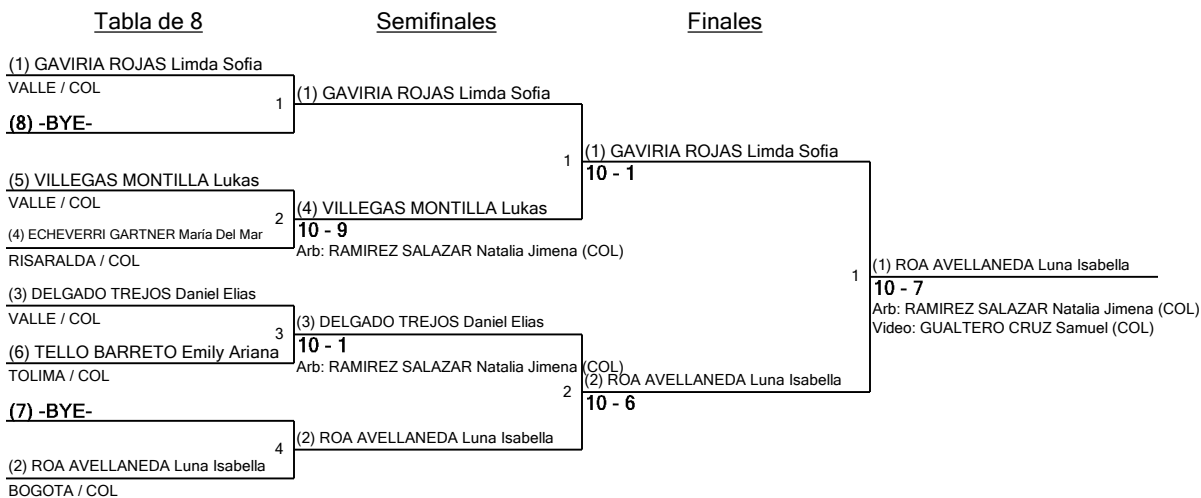 Tabla de 8
Semifinales
Finales
(1) GAVIRIA ROJAS Limda Sofia
VALLE / COL
1
(8) -BYE-
(5) VILLEGAS MONTILLA Lukas
VALLE / COL
2
(4) ECHEVERRI GARTNER María Del Mar
RISARALDA / COL
(3) DELGADO TREJOS Daniel Elias
VALLE / COL
3
(6) TELLO BARRETO Emily Ariana
TOLIMA / COL
(7) -BYE-
4
(2) ROA AVELLANEDA Luna Isabella
BOGOTA / COL
(1) GAVIRIA ROJAS Limda Sofia
1
(4) VILLEGAS MONTILLA Lukas
10 - 9
Arb: RAMIREZ SALAZAR Natalia Jimena (COL)
(3) DELGADO TREJOS Daniel Elias
10 - 1
Arb: RAMIREZ SALAZAR Natalia Jimena (COL)
2
(2) ROA AVELLANEDA Luna Isabella
(1) GAVIRIA ROJAS Limda Sofia
10 - 1
1
(2) ROA AVELLANEDA Luna Isabella
10 - 6
(1) ROA AVELLANEDA Luna Isabella
10 - 7
Arb: RAMIREZ SALAZAR Natalia Jimena (COL)
Video: GUALTERO CRUZ Samuel (COL)